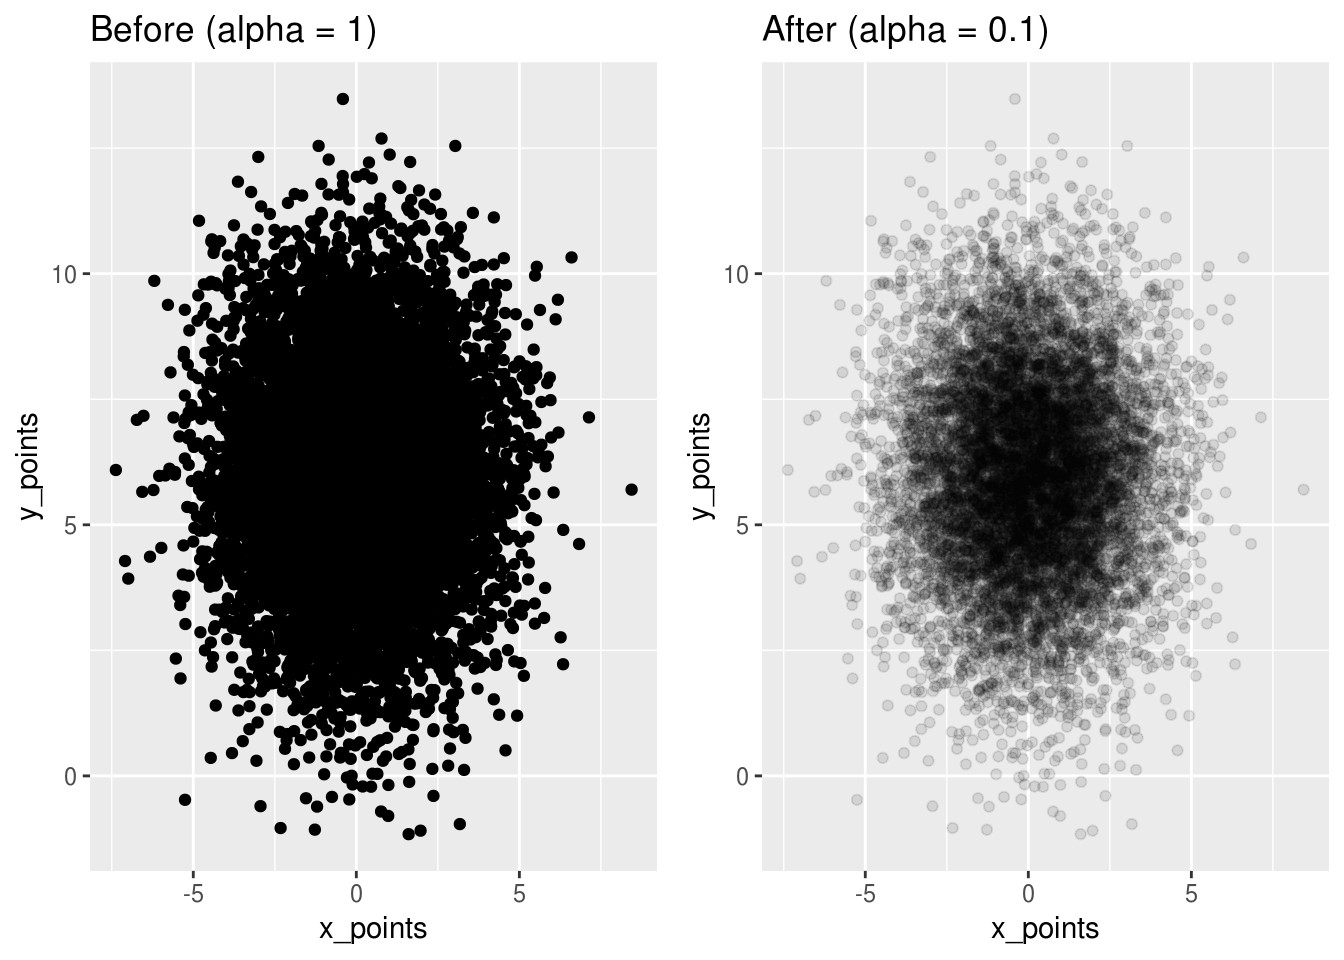 Before (alpha = 1)
10
5
0
-5
0
5
x_points
y_points
After (alpha = 0.1)
10
5
0
-5
0
5
x_points
y_points